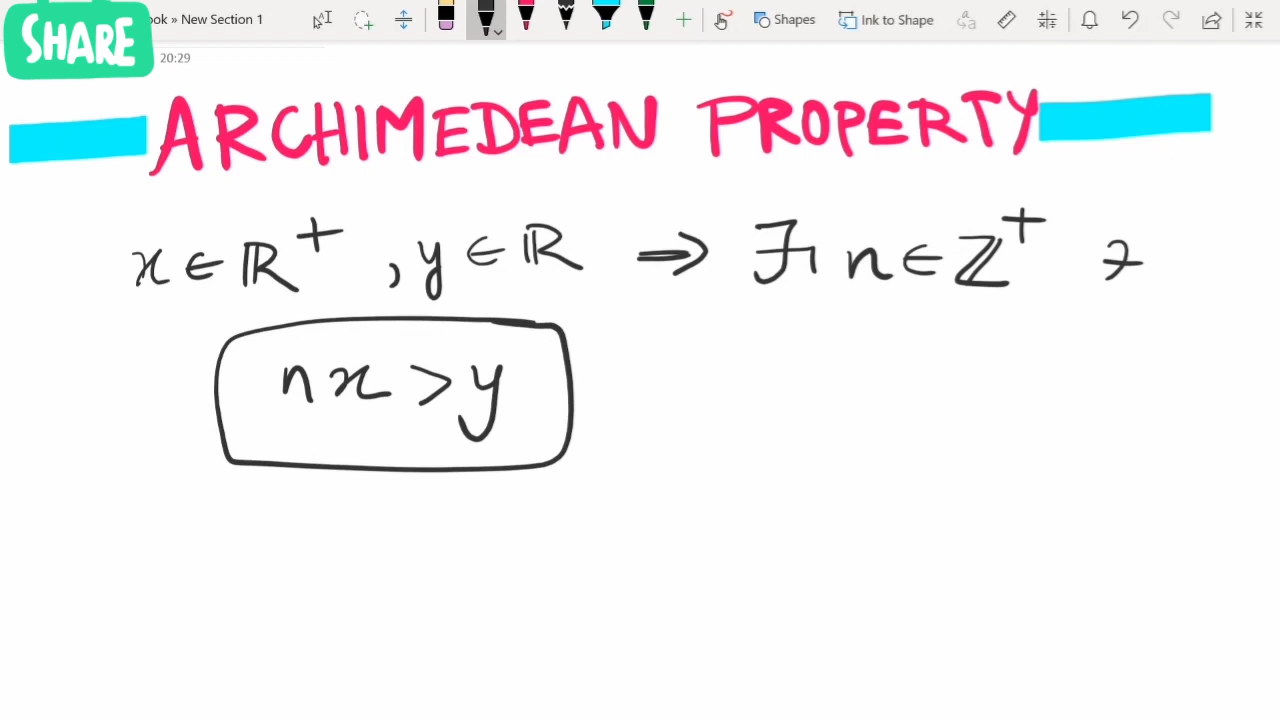 SHARE
ook » New Section 1
Shapes
Ink to Shape
20:29
ARCHIMEDEAN PROPERTY
x ∈ ℝ⁺ , y ∈ ℝ ⇒ ∃ n ∈ ℤ⁺
nx > y